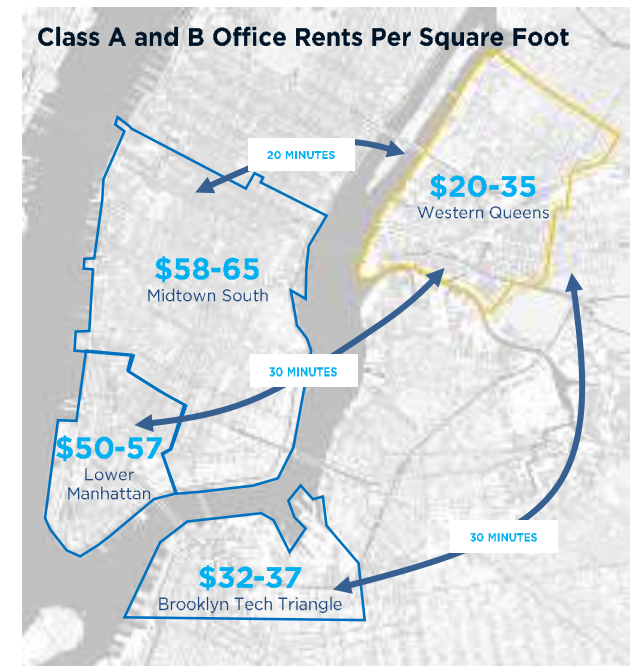 Class A and B Office Rents Per Square Foot
20 MINUTES
$20-35
Western Queens
$58-65
Midtown South
30 MINUTES
$50-57
Lower
Manhattan
30 MINUTES
$32-37
Brooklyn Tech Triangle